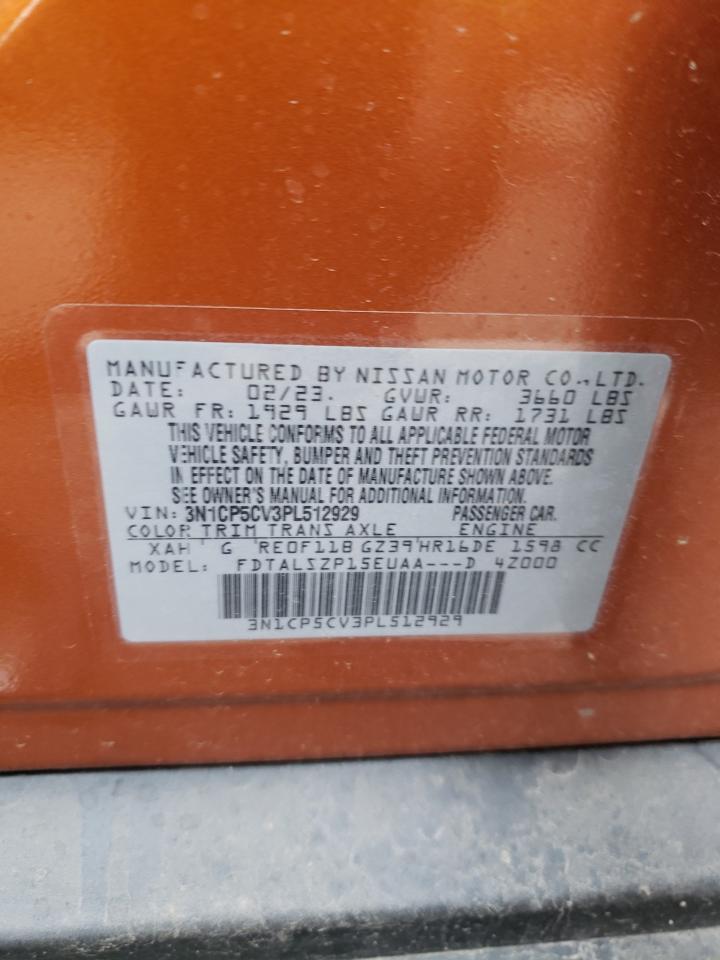 MANUFACTURED BY NISSAN MOTOR CO., LTD.
DATE: 02/23. GVWR: 3660 LBS
GAWR FR: 1929 LBS GAWR RR: 1731 LBS
THIS VEHICLE CONFORMS TO ALL APPLICABLE FEDERAL MOTOR
VEHICLE SAFETY, BUMPER AND THEFT PREVENTION STANDARDS
IN EFFECT ON THE DATE OF MANUFACTURE SHOWN ABOVE.
SEE OWNER'S MANUAL FOR ADDITIONAL INFORMATION.
VIN: 3N1CP5CV3PL512929 PASSENGER CAR.
COLOR TRIM TRANS AXLE ENGINE
XAH G RE0F11B GZ39 HR16DE 1598 CC
MODEL: FDTALSZP15EUAA---D 4Z000
3N1CP5CV3PL512929